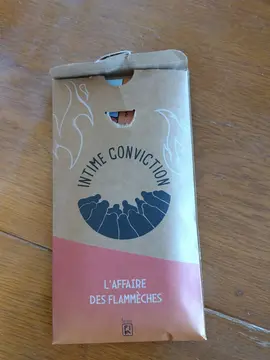 INTIME CONVICTION
L'AFFAIRE
DES FLAMMÈCHES